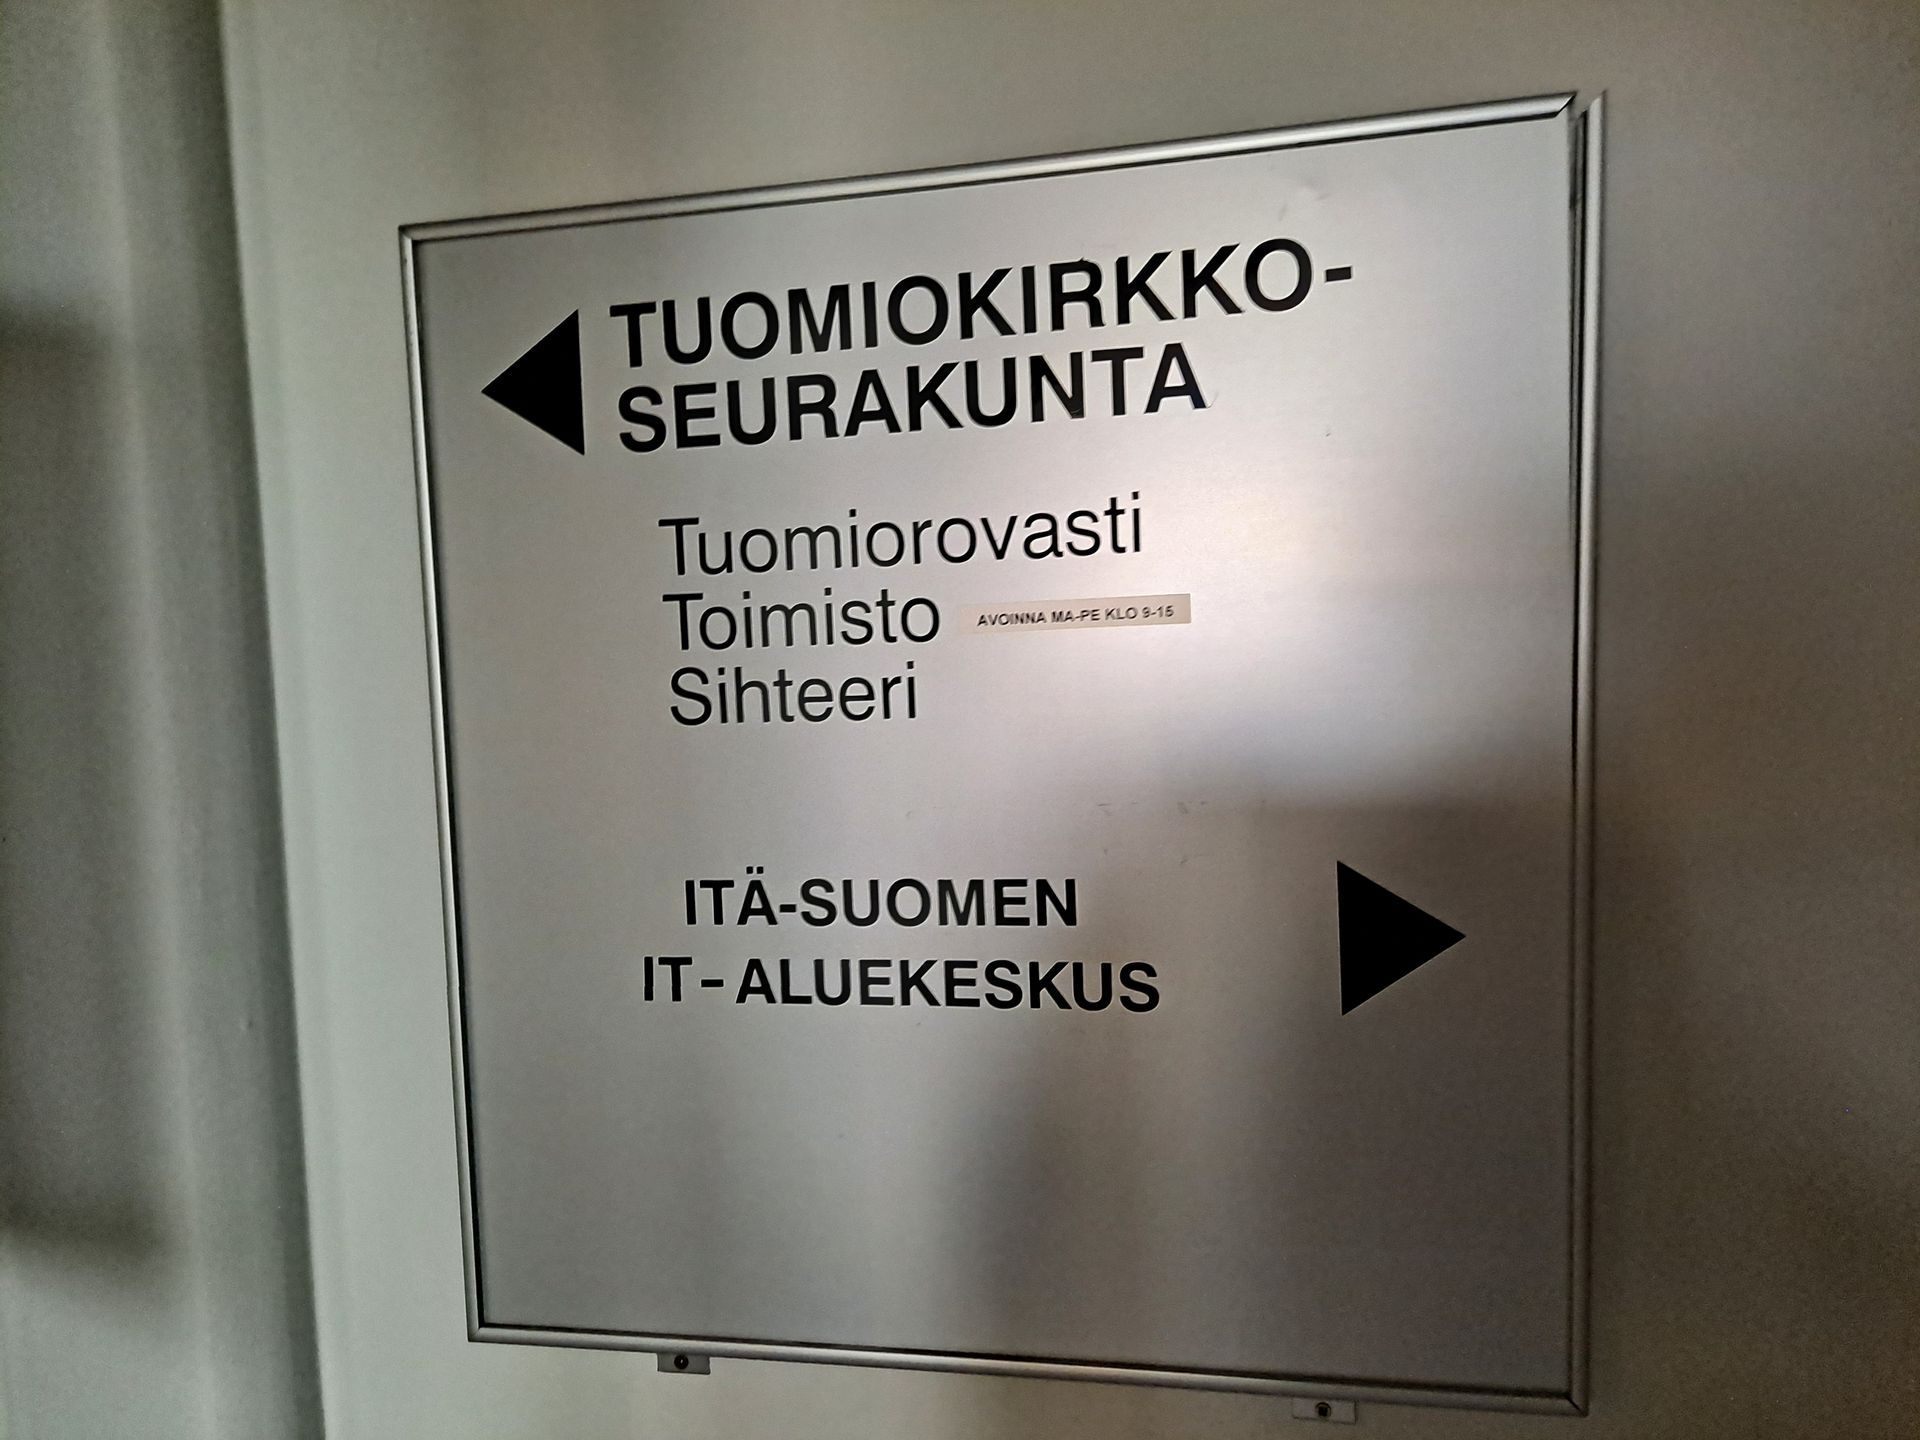 TUOMIOKIRKKO-
SEURAKUNTA
Tuomiorovasti
Toimisto AVOINNA MA-PE KLO 9-15
Sihteeri
ITÄ-SUOMEN
IT-ALUEKESKUS